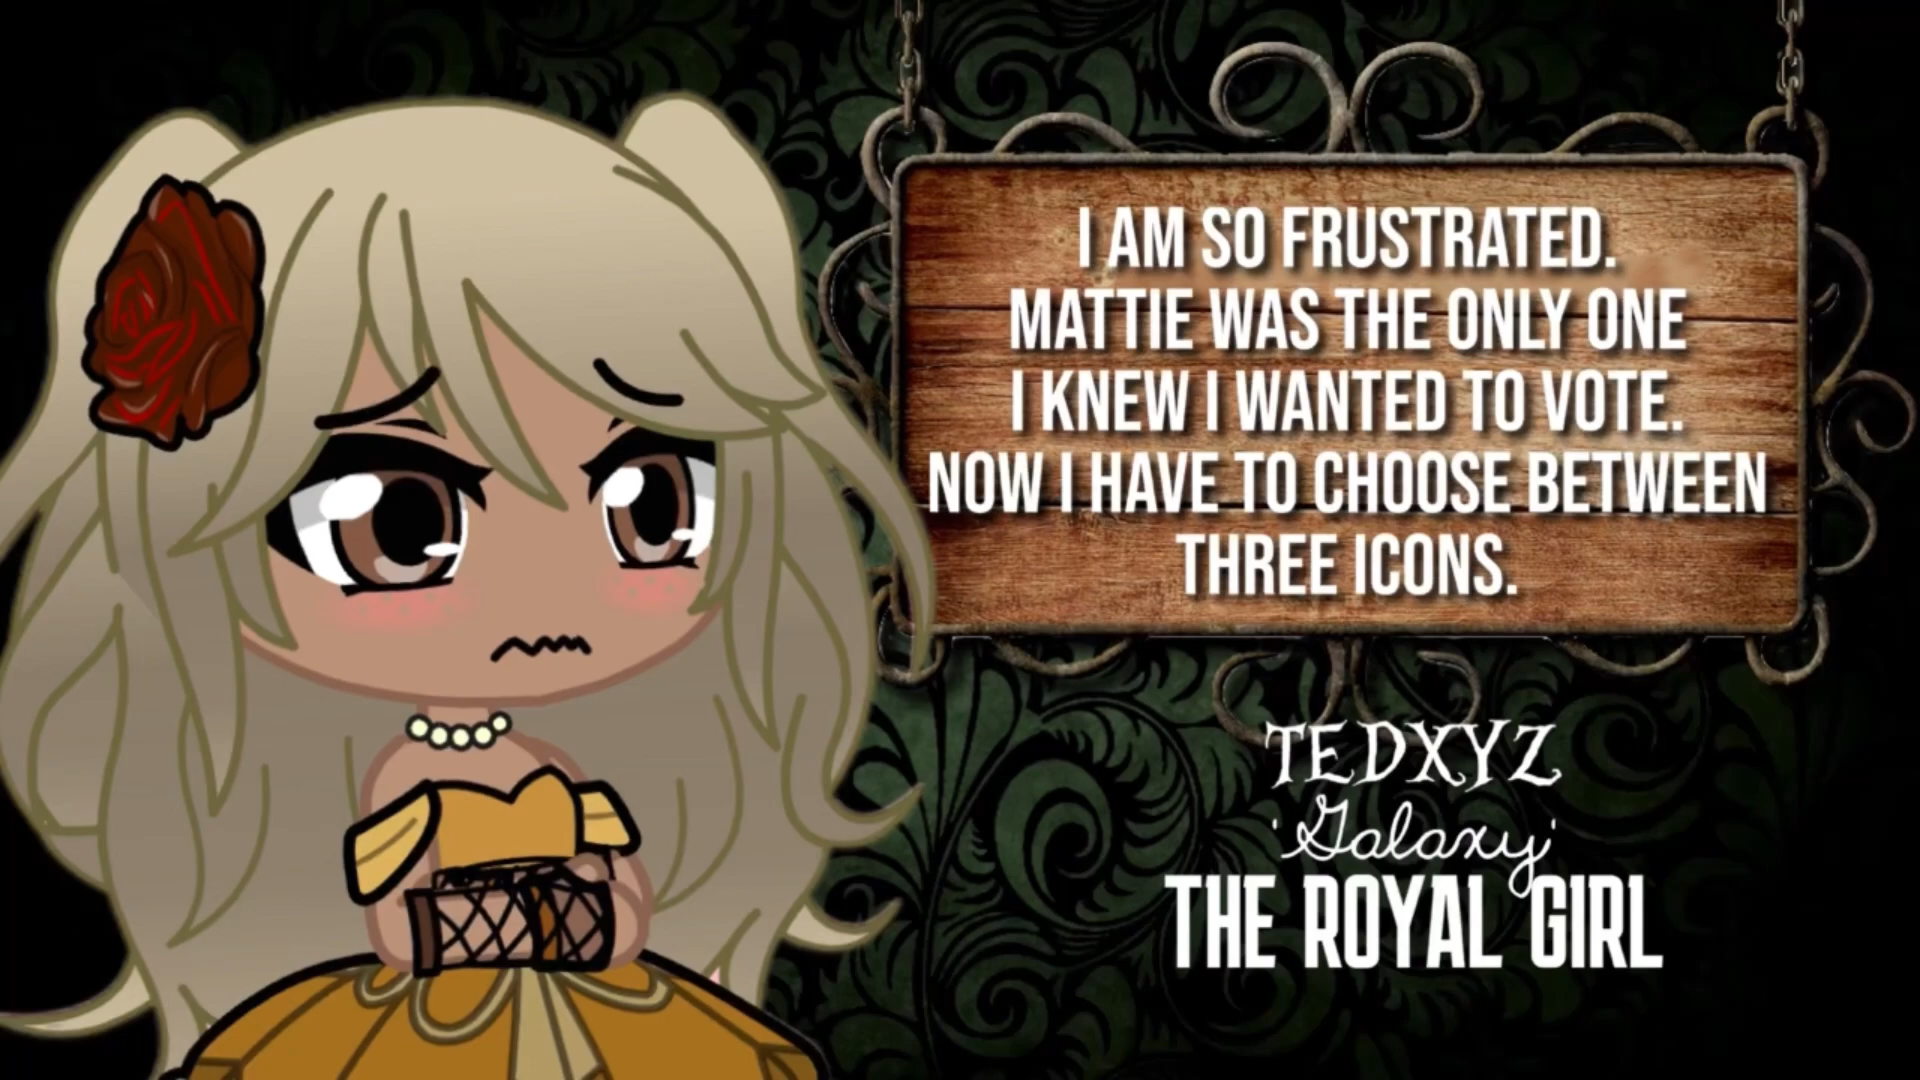 I AM SO FRUSTRATED.
MATTIE WAS THE ONLY ONE
I KNEW I WANTED TO VOTE.
NOW I HAVE TO CHOOSE BETWEEN
THREE ICONS.
TEDXYZ
'Galaxy'
THE ROYAL GIRL